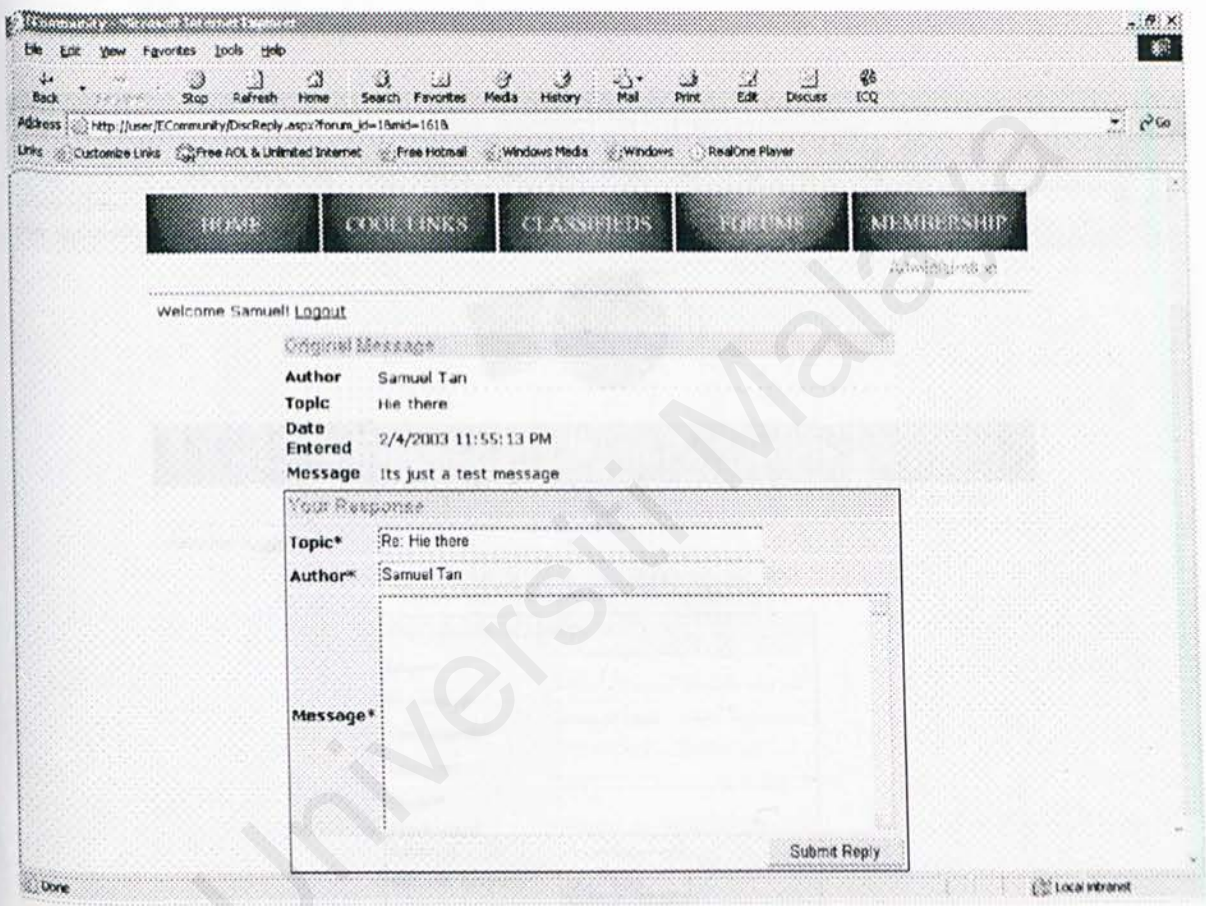 ECommunity - Microsoft Internet Explorer
File Edit View Favorites Tools Help
Back Stop Refresh Home Search Favorites Media History Mail Print Edit Discuss ICQ
Address http://user/ECommunity/DiscReply.aspx?forum_id=1&mid=161& Go
Links Customize Links Free AOL & Unlimited Internet Free Hotmail Windows Media Windows RealOne Player
HOME COOL LINKS CLASSIFIEDS FORUMS MEMBERSHIP
Welcome Samuel! Logout
Original Message
Author Samuel Tan
Topic Hie there
Date Entered 2/4/2003 11:55:13 PM
Message Its just a test message
Your Response
Topic* Re: Hie there
Author* Samuel Tan
Message*
Submit Reply
Done Local intranet
Universiti Malaya